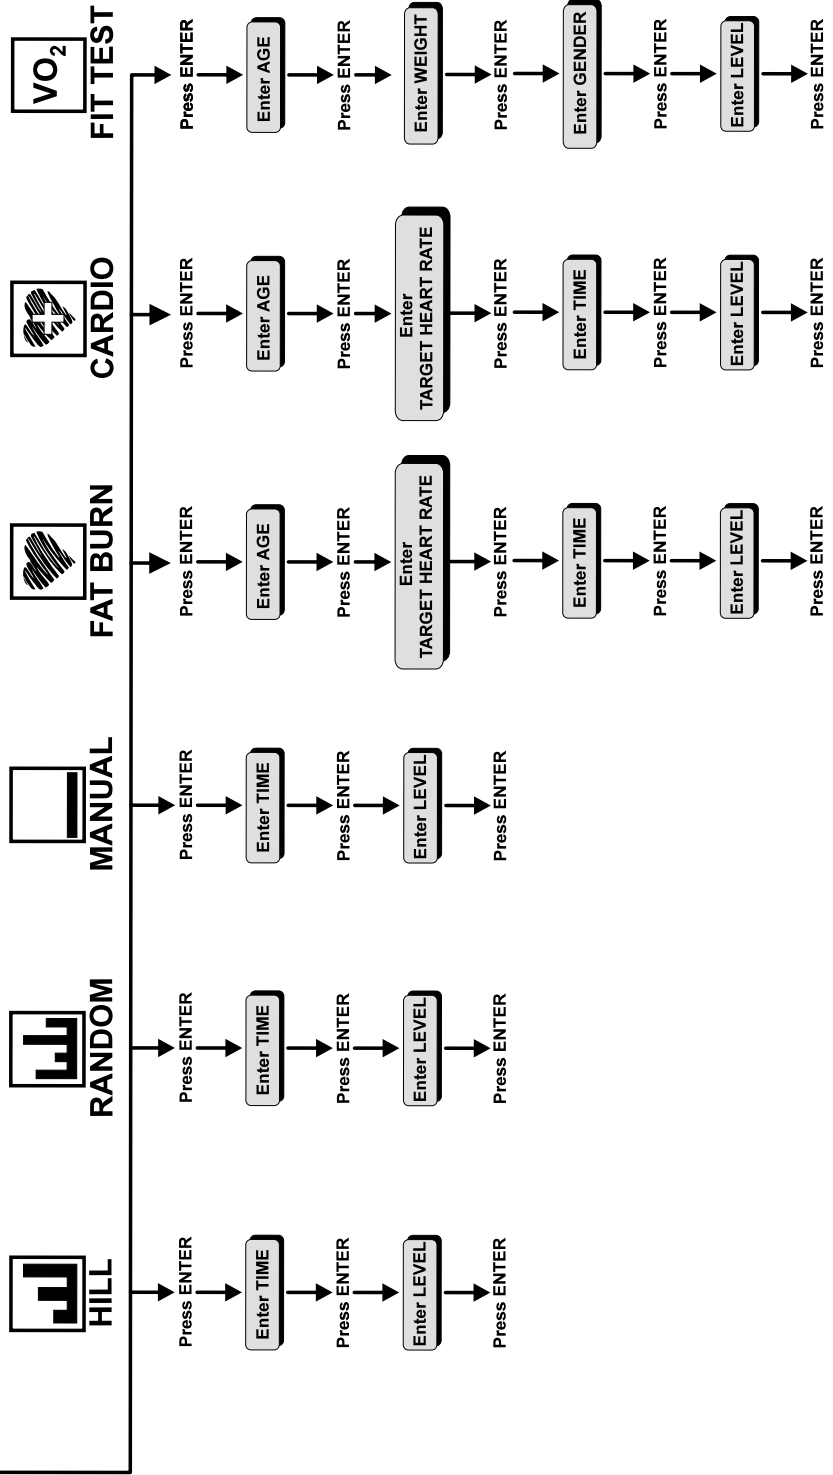 HILL
Press ENTER
Enter TIME
Press ENTER
Enter LEVEL
Press ENTER
RANDOM
Press ENTER
Enter TIME
Press ENTER
Enter LEVEL
Press ENTER
MANUAL
Press ENTER
Enter TIME
Press ENTER
Enter LEVEL
Press ENTER
FAT BURN
Press ENTER
Enter AGE
Press ENTER
Enter
TARGET HEART RATE
Press ENTER
Enter TIME
Press ENTER
Enter LEVEL
Press ENTER
CARDIO
Press ENTER
Enter AGE
Press ENTER
Enter
TARGET HEART RATE
Press ENTER
Enter TIME
Press ENTER
Enter LEVEL
Press ENTER
VO2
FIT TEST
Press ENTER
Enter AGE
Press ENTER
Enter WEIGHT
Press ENTER
Enter GENDER
Press ENTER
Enter LEVEL
Press ENTER